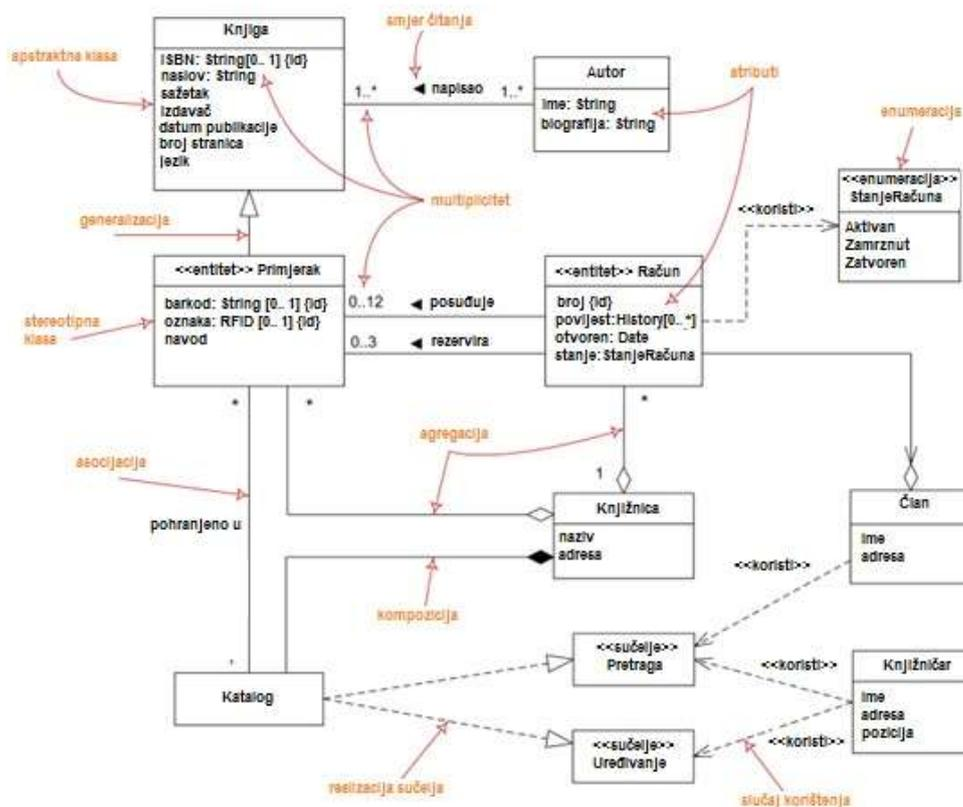 smjer čitanja
Knjiga
apstraktna klasa
ISBN: String[0..1] {id}
naslov: String
sažetak
izdavač
datum publikacije
broj stranica
jezik
1..*
◄ napisao
1..*
Autor
ime: String
biografija: String
atributi
enumeracija
<<enumeracija>>
StanjeRačuna
Aktivan
Zamrznut
Zatvoren
<<koristi>>
multiplicitet
generalizacija
<<entitet>> Primjerak
barkod: String [0..1] {id}
oznaka: RFID [0..1] {id}
navod
stereotipna
klasa
0..12
◄ posuđuje
0..3
◄ rezervira
<<entitet>> Račun
broj {id}
povijest:History[0..*]
otvoren: Date
stanje:StanjeRačuna
*
*
*
agregacija
asocijacija
1
pohranjeno u
Knjižnica
naziv
adresa
Član
ime
adresa
kompozicija
<<koristi>>
<<sučelje>>
Pretraga
<<koristi>>
Knjižničar
ime
adresa
pozicija
Katalog
<<sučelje>>
Uređivanje
<<koristi>>
realizacija sučelja
slučaj korištenja